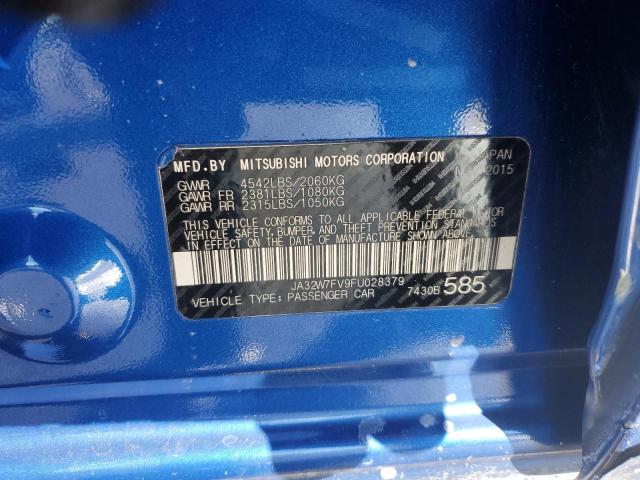 MFD.BY MITSUBISHI MOTORS CORPORATION JAPAN
GVWR 4542LBS/2060KG 2015
GAWR FR 2381LBS/1080KG
GAWR RR 2315LBS/1050KG
THIS VEHICLE CONFORMS TO ALL APPLICABLE FEDERAL MOTOR
VEHICLE SAFETY,BUMPER,AND THEFT PREVENTION STANDARDS
IN EFFECT ON THE DATE OF MANUFACTURE SHOWN ABOVE.
JA32W7FV9FU028379
VEHICLE TYPE: PASSENGER CAR 7430B 585